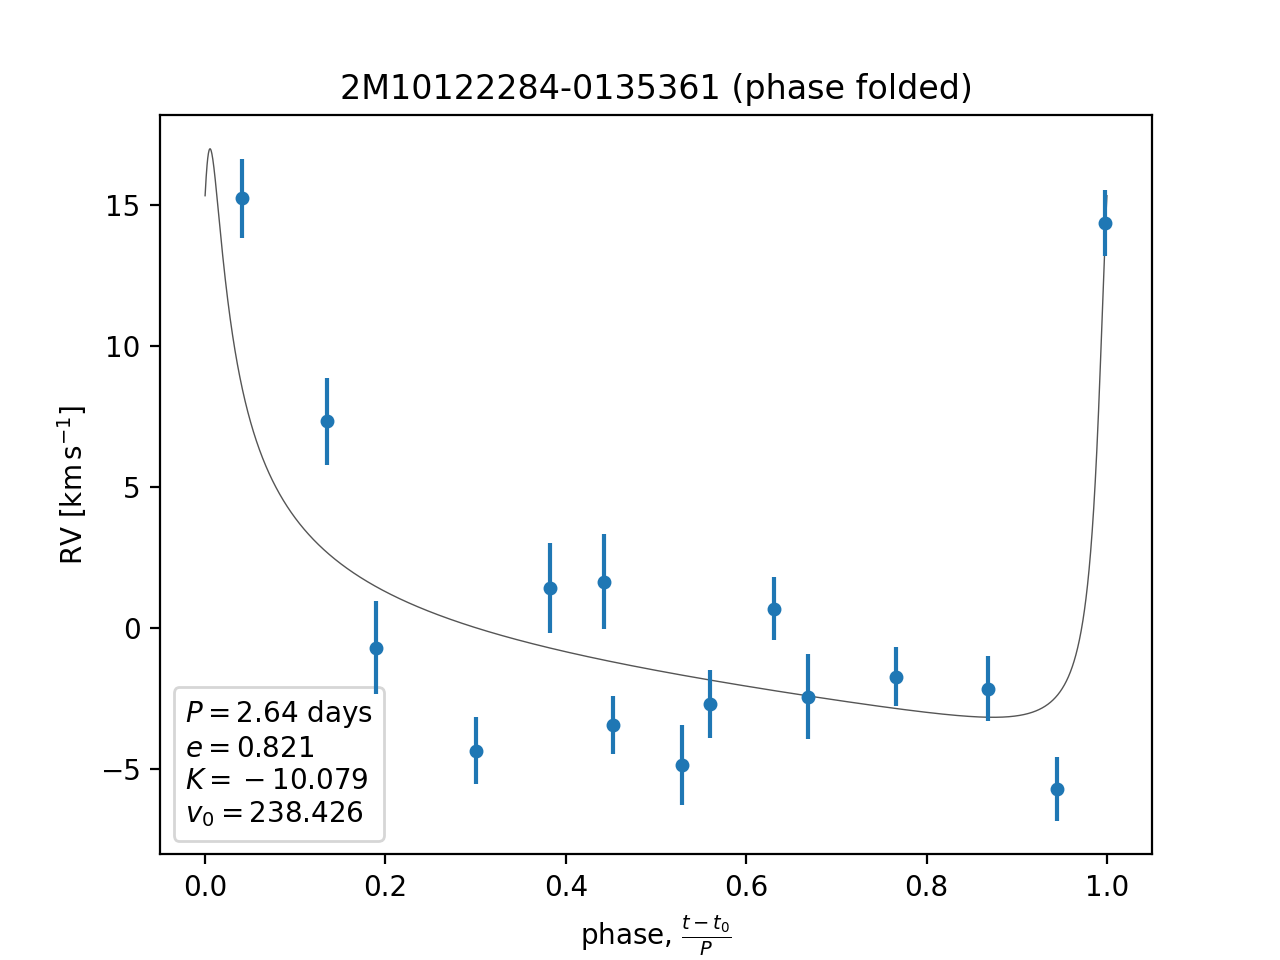 2M10122284-0135361 (phase folded)
RV [km s⁻¹]
15
10
5
0
−5
P = 2.64 days
e = 0.821
K = −10.079
v₀ = 238.426
0.0 0.2 0.4 0.6 0.8 1.0
phase, (t − t₀)/P